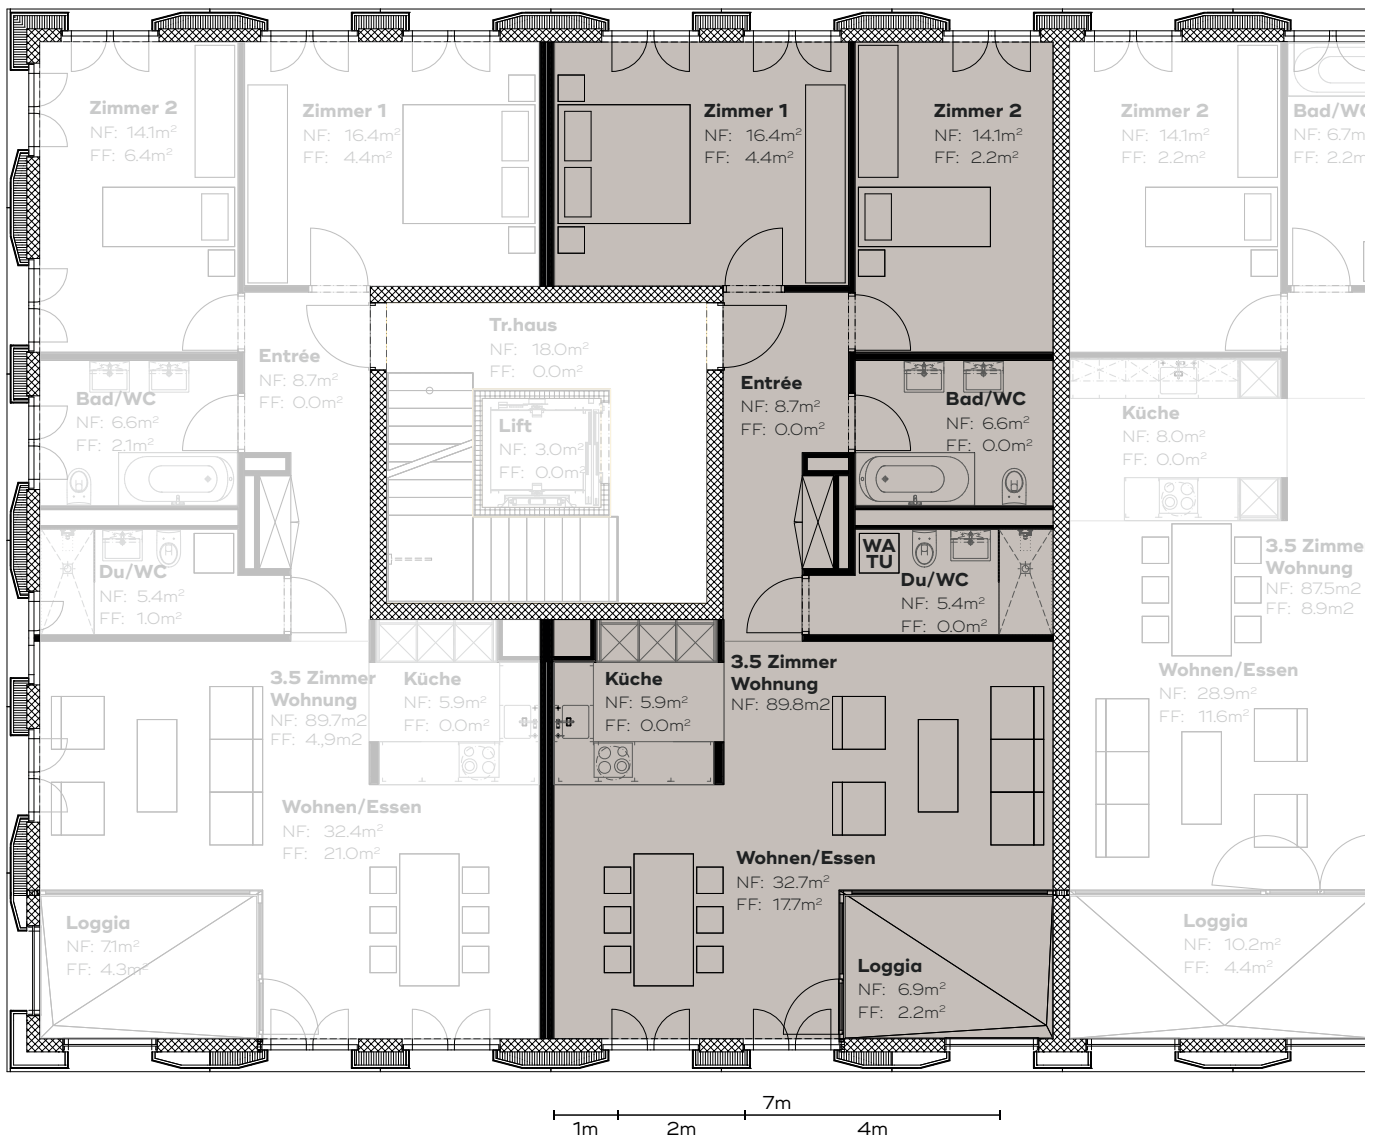 Zimmer 2
NF: 14.1m²
FF: 6.4m²
Zimmer 1
NF: 16.4m²
FF: 4.4m²
Zimmer 1
NF: 16.4m²
FF: 4.4m²
Zimmer 2
NF: 14.1m²
FF: 2.2m²
Zimmer 2
NF: 14.1m²
FF: 2.2m²
Bad/WC
NF: 6.7m
FF: 2.2m
Tr.haus
NF: 18.0m²
FF: 0.0m²
Entrée
NF: 8.7m²
FF: 0.0m²
Bad/WC
NF: 6.6m²
FF: 2.1m²
Lift
NF: 3.0m²
FF: 0.0m²
Entrée
NF: 8.7m²
FF: 0.0m²
Bad/WC
NF: 6.6m²
FF: 0.0m²
Küche
NF: 8.0m²
FF: 0.0m²
Du/WC
NF: 5.4m²
FF: 1.0m²
WA
TU
Du/WC
NF: 5.4m²
FF: 0.0m²
3.5 Zimme
Wohnung
NF: 87.5m2
FF: 8.9m2
3.5 Zimmer
Wohnung
NF: 89.7m2
FF: 4.,9m2
Küche
NF: 5.9m²
FF: 0.0m²
Küche
NF: 5.9m²
FF: 0.0m²
3.5 Zimmer
Wohnung
NF: 89.8m2
Wohnen/Essen
NF: 28.9m²
FF: 11.6m²
Wohnen/Essen
NF: 32.4m²
FF: 21.0m²
Wohnen/Essen
NF: 32.7m²
FF: 17.7m²
Loggia
NF: 7.1m²
FF: 4.3m²
Loggia
NF: 6.9m²
FF: 2.2m²
Loggia
NF: 10.2m²
FF: 4.4m²
7m
1m 2m 4m